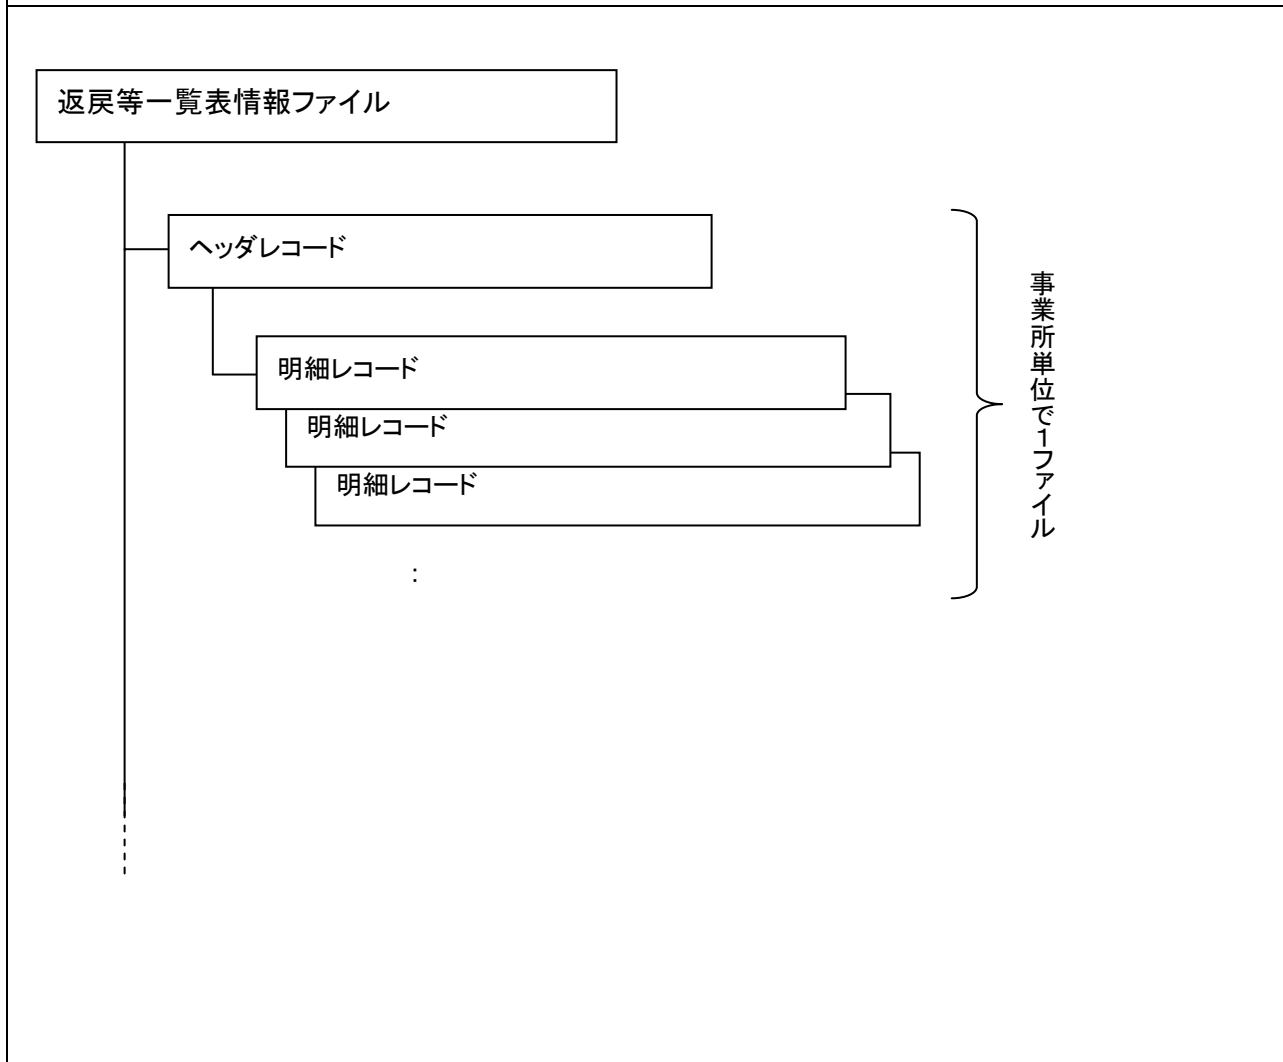 返戻等一覧表情報ファイル
ヘッダレコード
明細レコード
明細レコード
明細レコード
：
事業所単位で１ファイル